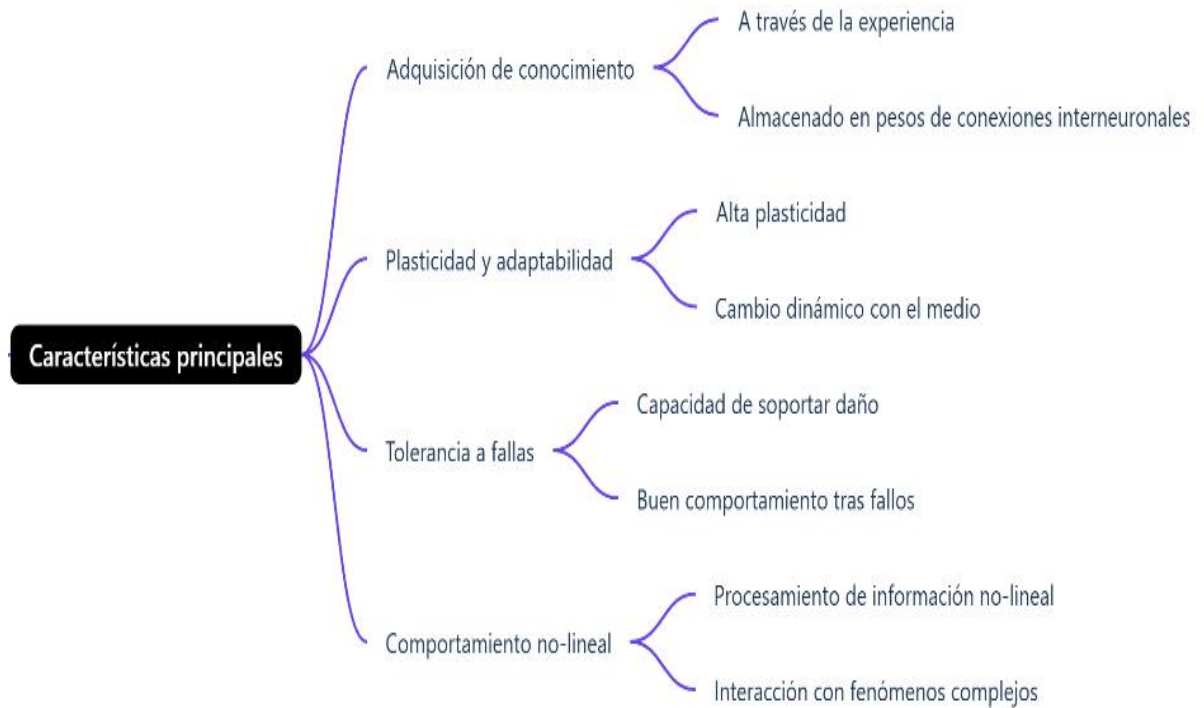 Características principales
Adquisición de conocimiento
A través de la experiencia
Almacenado en pesos de conexiones interneuronales
Plasticidad y adaptabilidad
Alta plasticidad
Cambio dinámico con el medio
Tolerancia a fallas
Capacidad de soportar daño
Buen comportamiento tras fallos
Comportamiento no-lineal
Procesamiento de información no-lineal
Interacción con fenómenos complejos